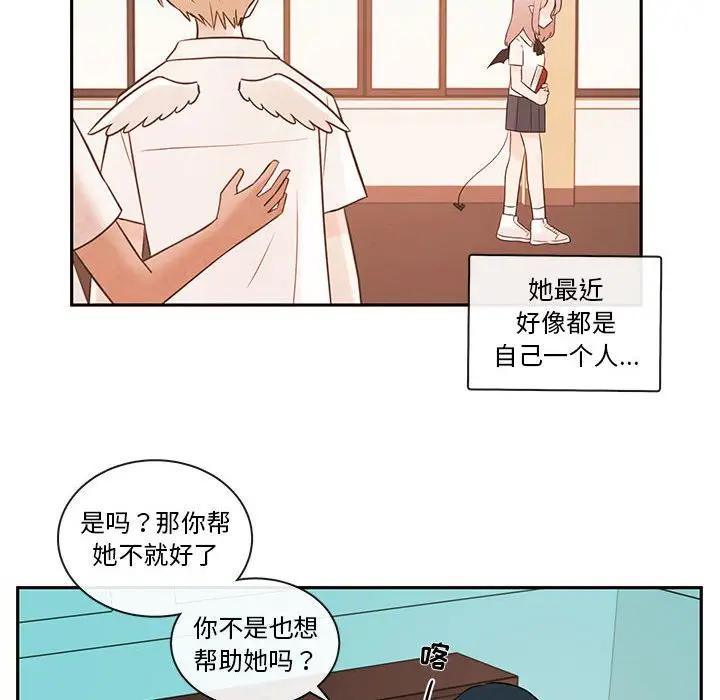 她最近
好像都是
自己一个人...
是吗？那你帮
她不就好了
你不是也想
帮助她吗？
喀